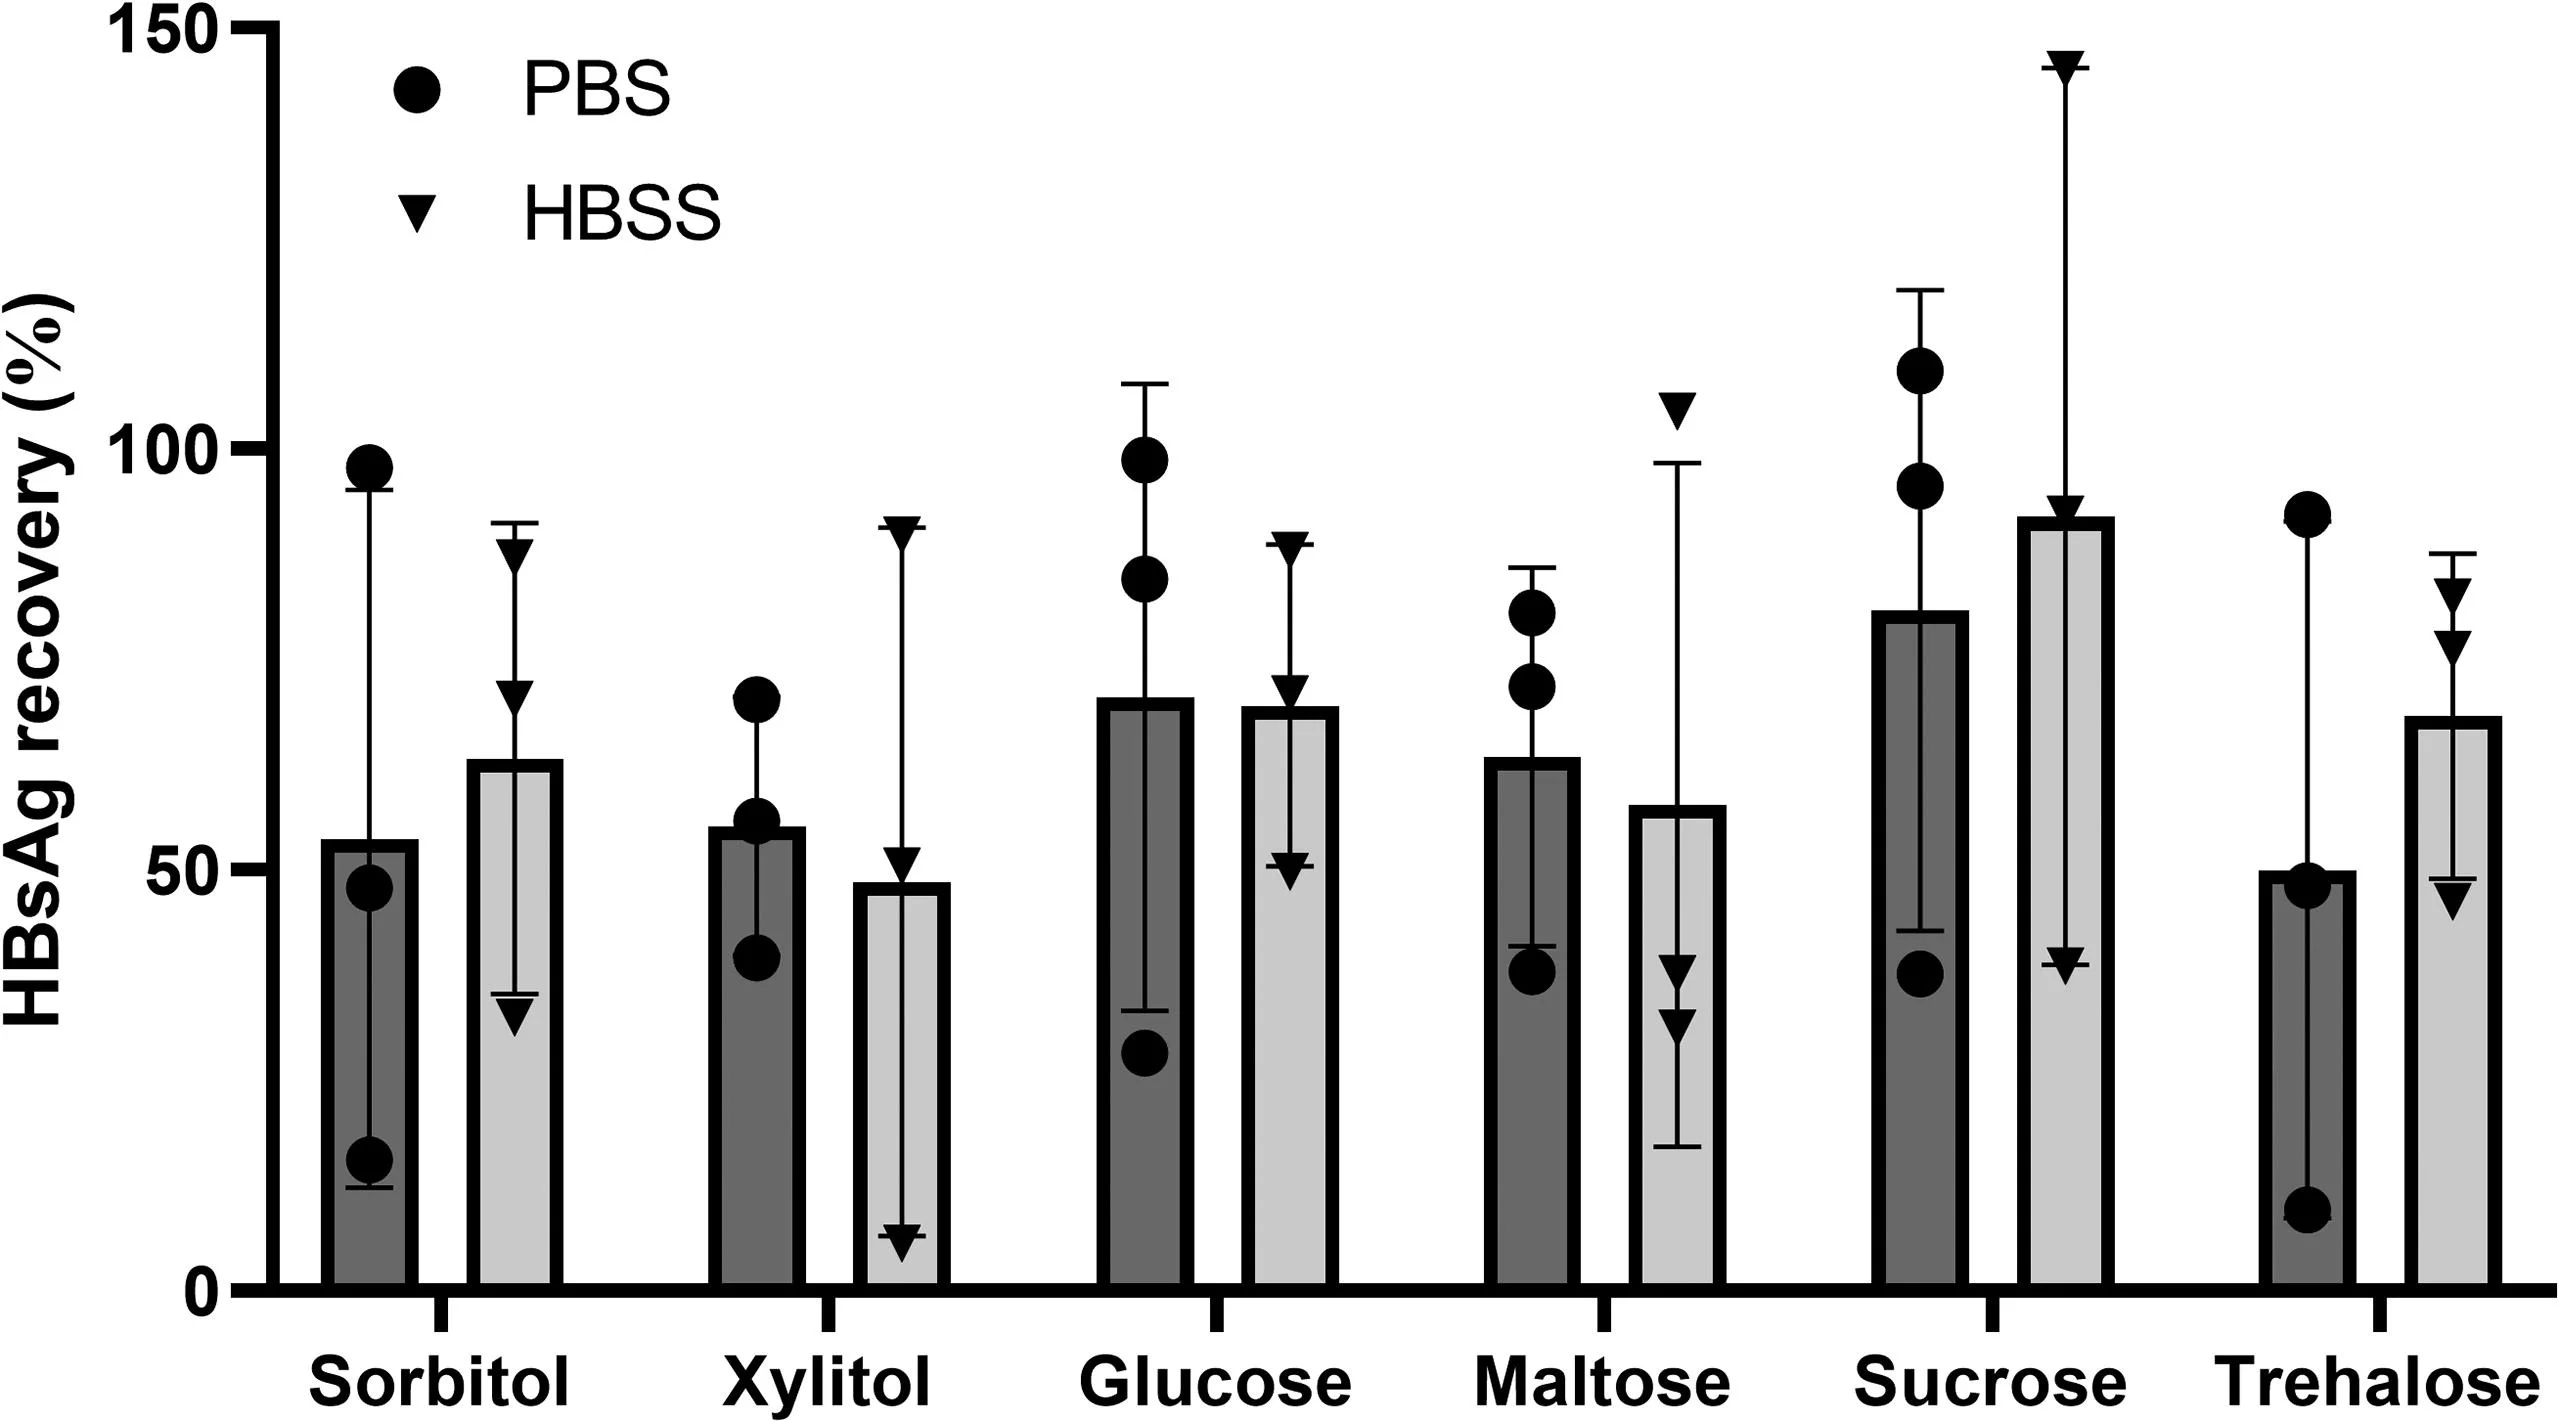 HBsAg recovery (%)
150
100
50
0
PBS
HBSS
Sorbitol Xylitol Glucose Maltose Sucrose Trehalose